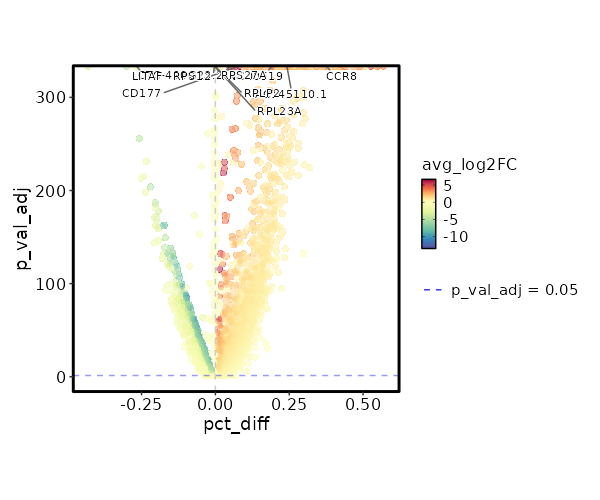 LITAF
RPS12
RPS27A
CCR8
CD177
RPLP2
RPL23A
300
200
100
0
p_val_adj
-0.25
0.00
0.25
0.50
pct_diff
avg_log2FC
5
0
-5
-10
p_val_adj = 0.05